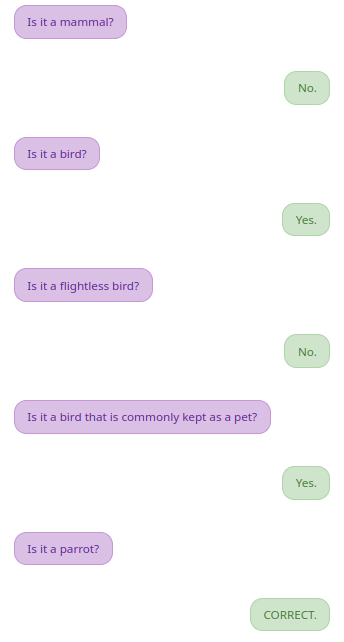 Is it a mammal?
No.
Is it a bird?
Yes.
Is it a flightless bird?
No.
Is it a bird that is commonly kept as a pet?
Yes.
Is it a parrot?
CORRECT.